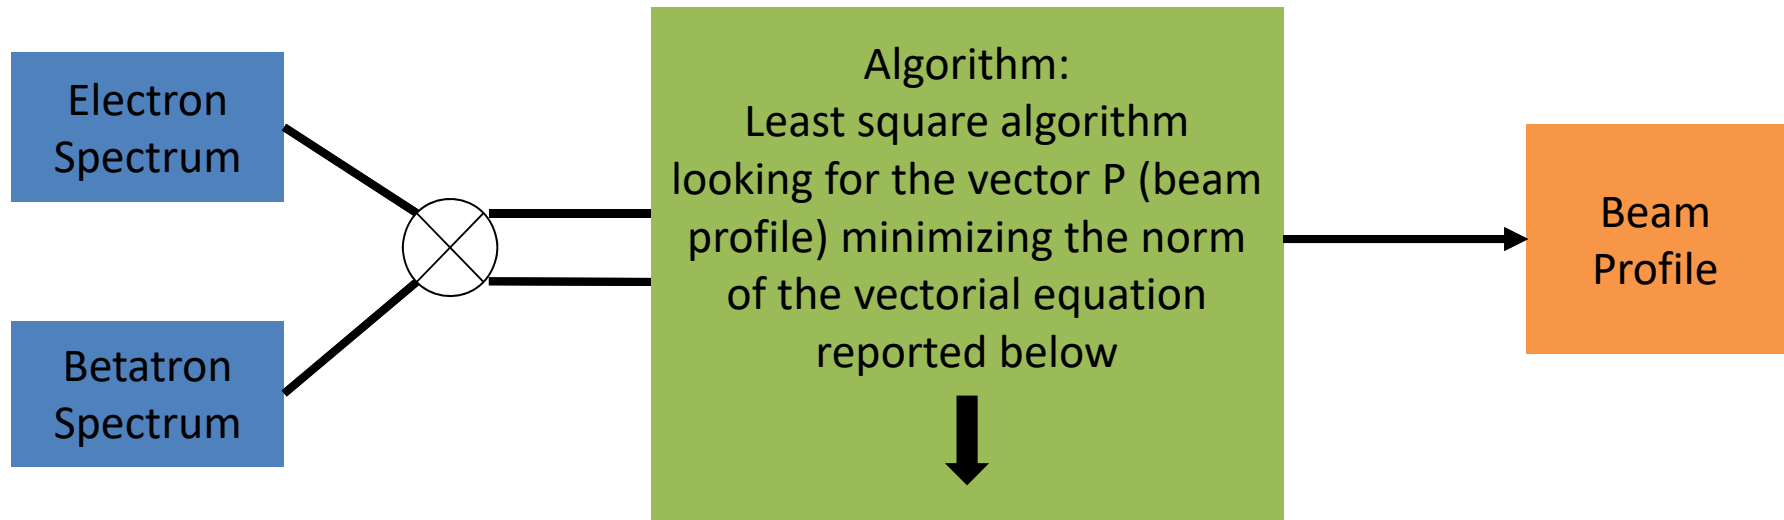 Electron
Spectrum
Betatron
Spectrum
Algorithm:
Least square algorithm
looking for the vector P (beam
profile) minimizing the norm
of the vectorial equation
reported below
Beam
Profile